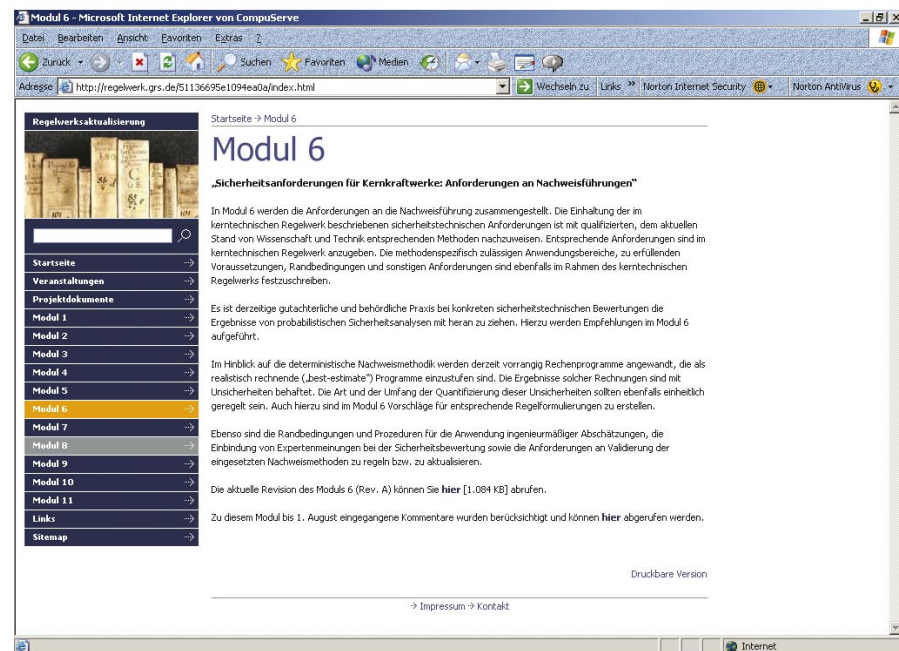 Modul 6 - Microsoft Internet Explorer von CompuServe
Datei Bearbeiten Ansicht Favoriten Extras ?
Zurück Suchen Favoriten Medien
Adresse http://regelwerk.grs.de/51136695e1094ea0a/index.html Wechseln zu Links » Norton Internet Security Norton AntiVirus
Regelwerksaktualisierung
Startseite
Veranstaltungen
Projektdokumente
Modul 1
Modul 2
Modul 3
Modul 4
Modul 5
Modul 6
Modul 7
Modul 8
Modul 9
Modul 10
Modul 11
Links
Sitemap
Startseite → Modul 6
Modul 6
„Sicherheitsanforderungen für Kernkraftwerke: Anforderungen an Nachweisführungen“
In Modul 6 werden die Anforderungen an die Nachweisführung zusammengestellt. Die Einhaltung der im
kerntechnischen Regelwerk beschriebenen sicherheitstechnischen Anforderungen ist mit qualifizierten, dem aktuellen
Stand von Wissenschaft und Technik entsprechenden Methoden nachzuweisen. Entsprechende Anforderungen sind im
kerntechnischen Regelwerk anzugeben. Die methodenspezifisch zulässigen Anwendungsbereiche, zu erfüllenden
Voraussetzungen, Randbedingungen und sonstigen Anforderungen sind ebenfalls im Rahmen des kerntechnischen
Regelwerks festzuschreiben.
Es ist derzeitige gutachterliche und behördliche Praxis bei konkreten sicherheitstechnischen Bewertungen die
Ergebnisse von probabilistischen Sicherheitsanalysen mit heran zu ziehen. Hierzu werden Empfehlungen im Modul 6
aufgeführt.
Im Hinblick auf die deterministische Nachweismethodik werden derzeit vorrangig Rechenprogramme angewandt, die als
realistisch rechnende („best-estimate“) Programme einzustufen sind. Die Ergebnisse solcher Rechnungen sind mit
Unsicherheiten behaftet. Die Art und der Umfang der Quantifizierung dieser Unsicherheiten sollten ebenfalls einheitlich
geregelt sein. Auch hierzu sind im Modul 6 Vorschläge für entsprechende Regelformulierungen zu erstellen.
Ebenso sind die Randbedingungen und Prozeduren für die Anwendung ingenieurmäßiger Abschätzungen, die
Einbindung von Expertenmeinungen bei der Sicherheitsbewertung sowie die Anforderungen an Validierung der
eingesetzten Nachweismethoden zu regeln bzw. zu aktualisieren.
Die aktuelle Revision des Moduls 6 (Rev. A) können Sie hier [1.084 KB] abrufen.
Zu diesem Modul bis 1. August eingegangene Kommentare wurden berücksichtigt und können hier abgerufen werden.
Druckbare Version
→ Impressum → Kontakt
Internet